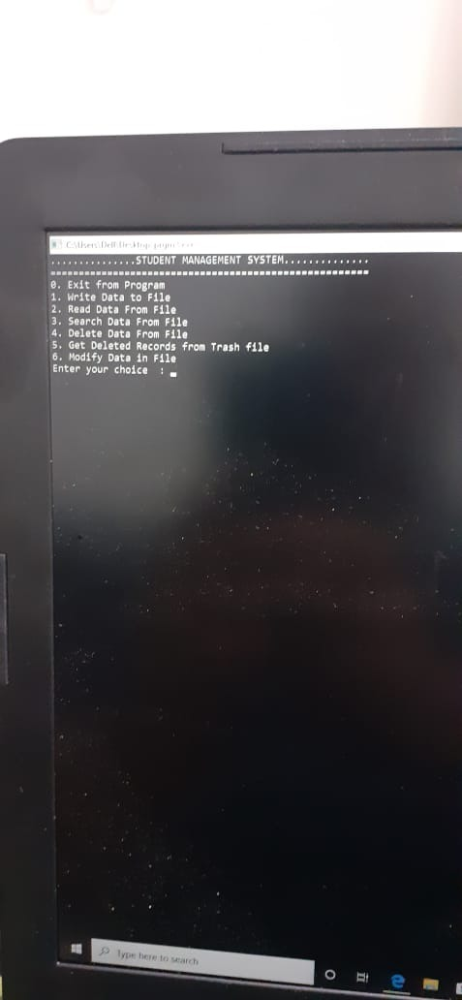 C:\Users\Dell\Desktop
...............STUDENT MANAGEMENT SYSTEM...............
0. Exit from Program
1. Write Data to File
2. Read Data From File
3. Search Data From File
4. Delete Data From File
5. Get Deleted Records from Trash file
6. Modify Data in File
Enter your choice  : _
Type here to search